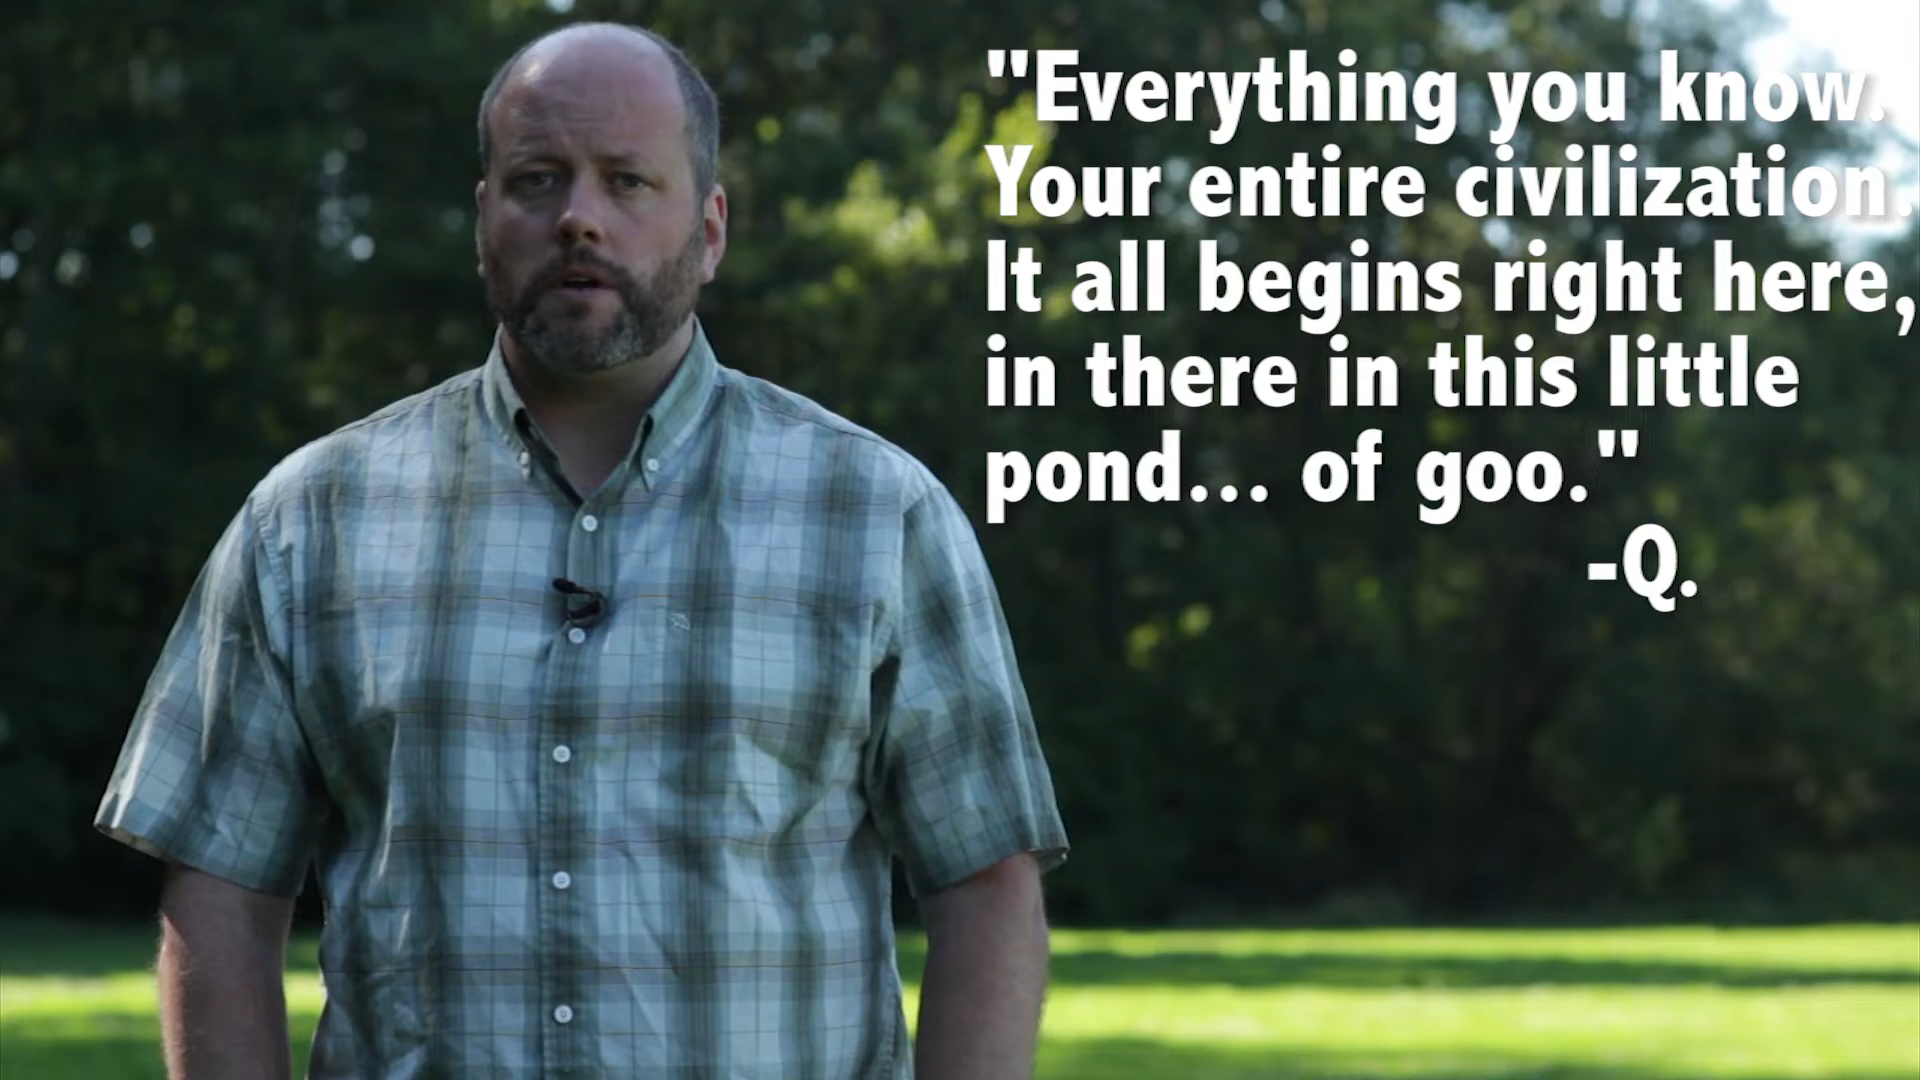 "Everything you know.
Your entire civilization.
It all begins right here,
in there in this little
pond... of goo."
-Q.